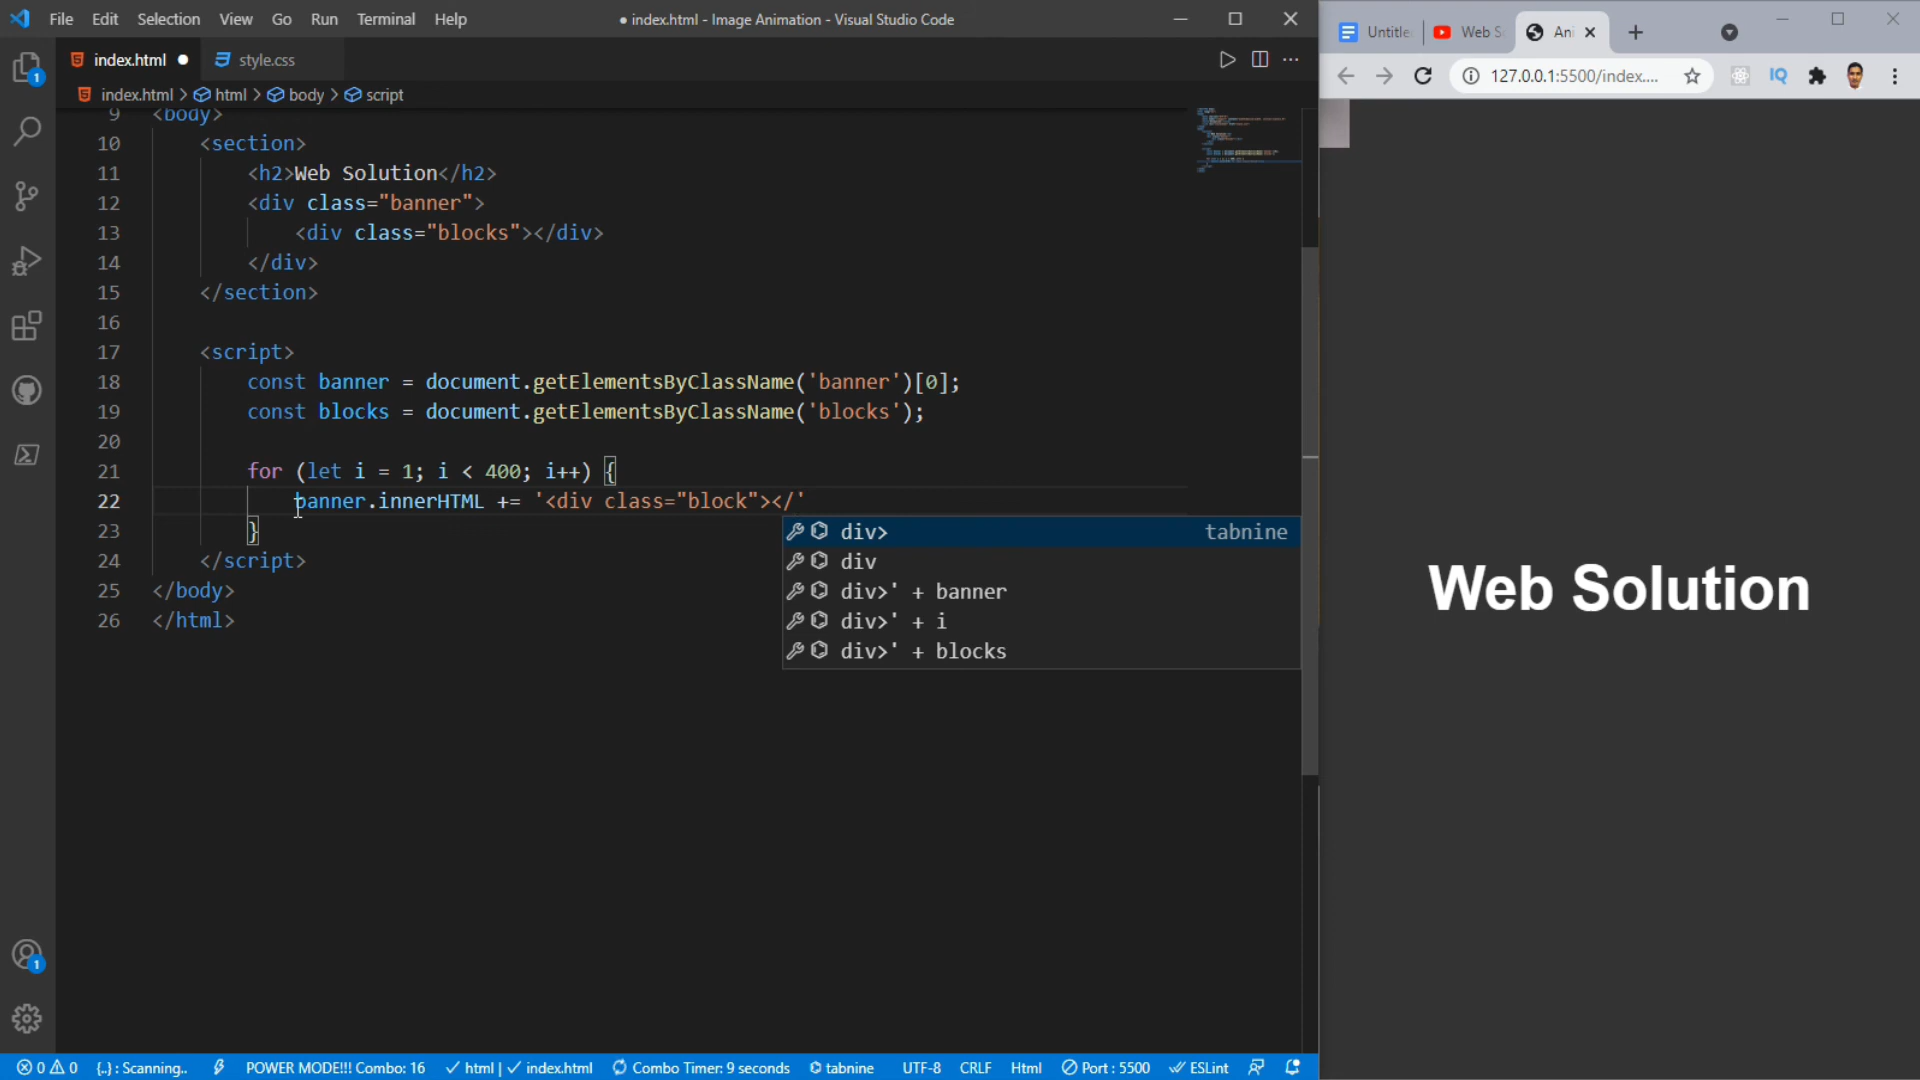 File Edit Selection View Go Run Terminal Help
● index.html - Image Animation - Visual Studio Code
index.html ●
style.css
index.html > html > body > script
9 <body>
10 <section>
11 <h2>Web Solution</h2>
12 <div class="banner">
13 <div class="blocks"></div>
14 </div>
15 </section>
16
17 <script>
18 const banner = document.getElementsByClassName('banner')[0];
19 const blocks = document.getElementsByClassName('blocks');
20
21 for (let i = 1; i < 400; i++) {
22 banner.innerHTML += '<div class="block"></'
23 }
24 </script>
25 </body>
26 </html>
div> tabnine
div
div>' + banner
div>' + i
div>' + blocks
1
1
0 0 {..} : Scanning.. POWER MODE!!! Combo: 16 html | index.html Combo Timer: 9 seconds tabnine UTF-8 CRLF Html Port : 5500 ESLint
Untitle
Web S
Ani
127.0.0.1:5500/index....
IQ
Web Solution